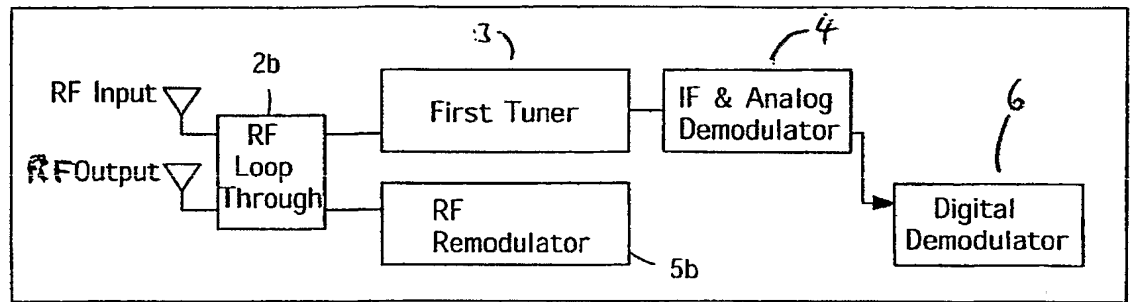 3
4
2b
RF Input
First Tuner
IF & Analog
Demodulator
6
RF
Loop
Through
RF Output
RF
Remodulator
Digital
Demodulator
5b